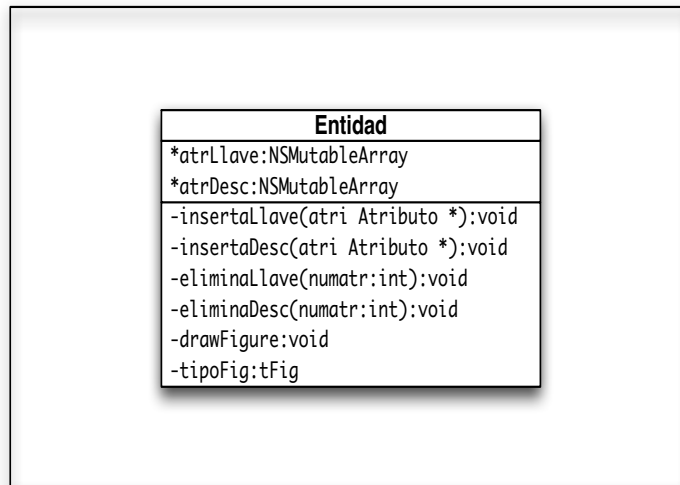 Entidad
*atrLlave:NSMutableArray
*atrDesc:NSMutableArray
-insertaLlave(atri Atributo *):void
-insertaDesc(atri Atributo *):void
-eliminaLlave(numatr:int):void
-eliminaDesc(numatr:int):void
-drawFigure:void
-tipoFig:tFig